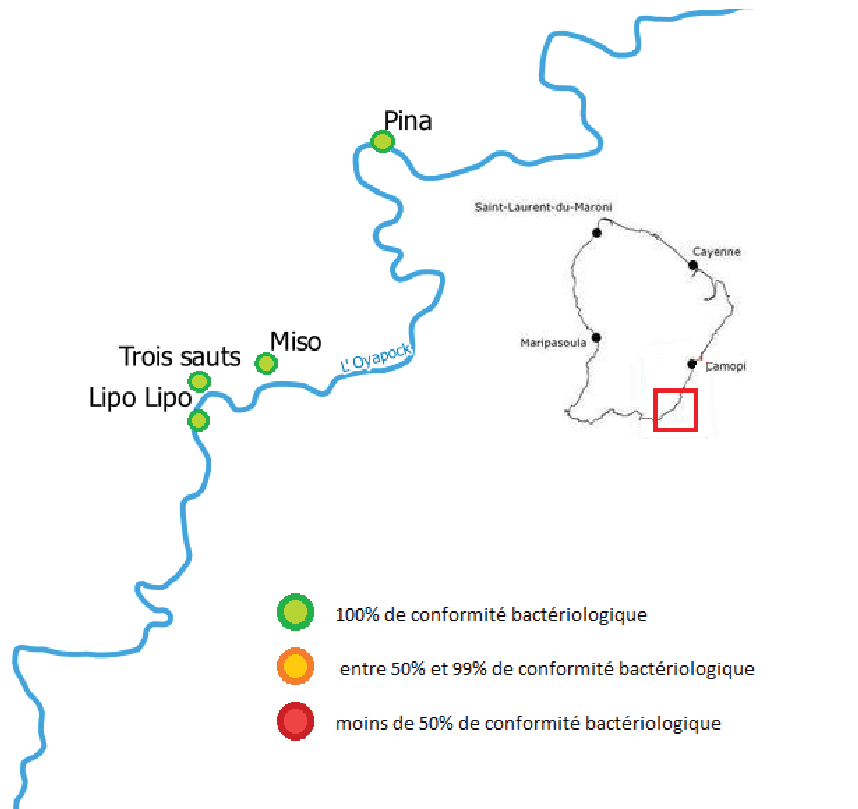 Pina
Saint-Laurent-du-Maroni
Cayenne
Maripasoula
Camopi
Miso
Trois sauts
L'Oyapock
Lipo Lipo
100% de conformité bactériologique
entre 50% et 99% de conformité bactériologique
moins de 50% de conformité bactériologique